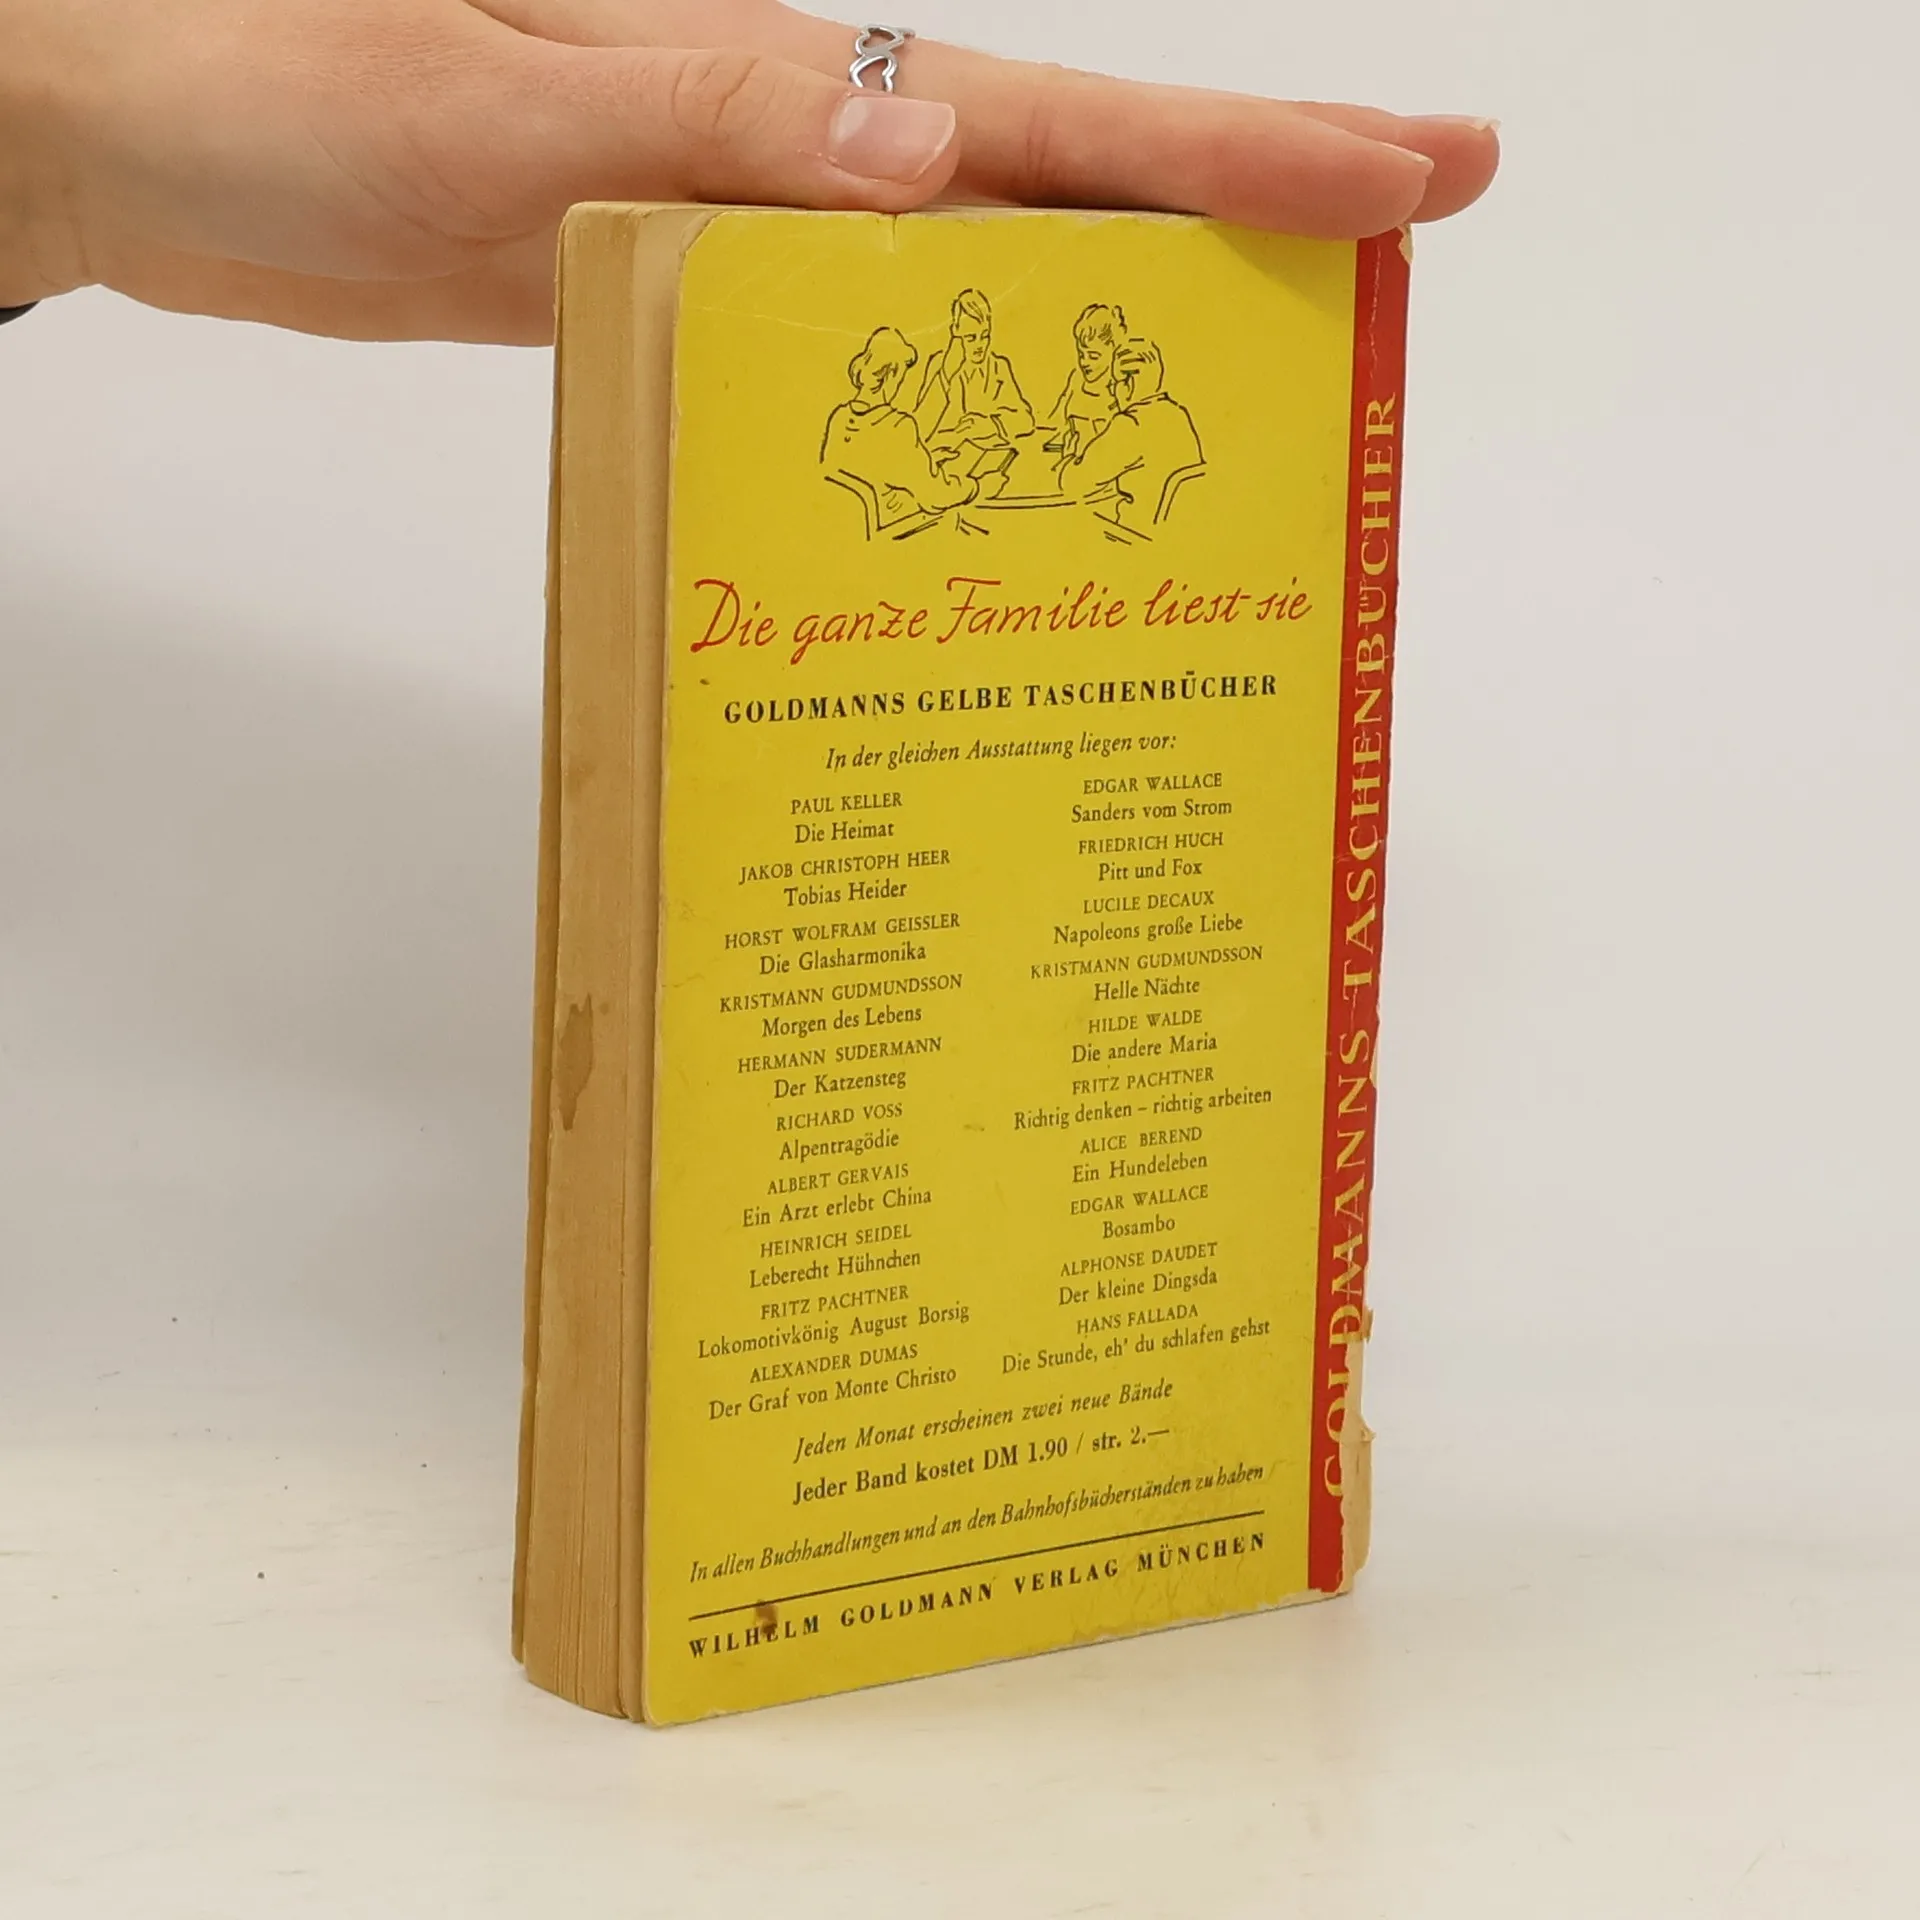 Die ganze Familie liest sie
GOLDMANNS GELBE TASCHENBÜCHER
In der gleichen Ausstattung liegen vor:
PAUL KELLER
Die Heimat
JAKOB CHRISTOPH HEER
Tobias Heider
HORST WOLFRAM GEISSLER
Die Glasharmonika
KRISTMANN GUDMUNDSSON
Morgen des Lebens
HERMANN SUDERMANN
Der Katzensteg
RICHARD VOSS
Alpentragödie
ALBERT GERVAIS
Ein Arzt erlebt China
HEINRICH SEIDEL
Leberecht Hühnchen
FRITZ PACHTNER
Lokomotivkönig August Borsig
ALEXANDER DUMAS
Der Graf von Monte Christo
EDGAR WALLACE
Sanders vom Strom
FRIEDRICH HUCH
Pitt und Fox
LUCILE DECAUX
Napoleons große Liebe
KRISTMANN GUDMUNDSSON
Helle Nächte
HILDE WALDE
Die andere Maria
FRITZ PACHTNER
Richtig denken – richtig arbeiten
ALICE BEREND
Ein Hundeleben
EDGAR WALLACE
Bosambo
ALPHONSE DAUDET
Der kleine Dingsda
HANS FALLADA
Die Stunde, eh' du schlafen gehst
Jeden Monat erscheinen zwei neue Bände
Jeder Band kostet DM 1.90 / sfr. 2.—
In allen Buchhandlungen und an den Bahnhofsbücherständen zu haben
WILHELM GOLDMANN VERLAG MÜNCHEN
GOLDMANNS TASCHENBÜCHER